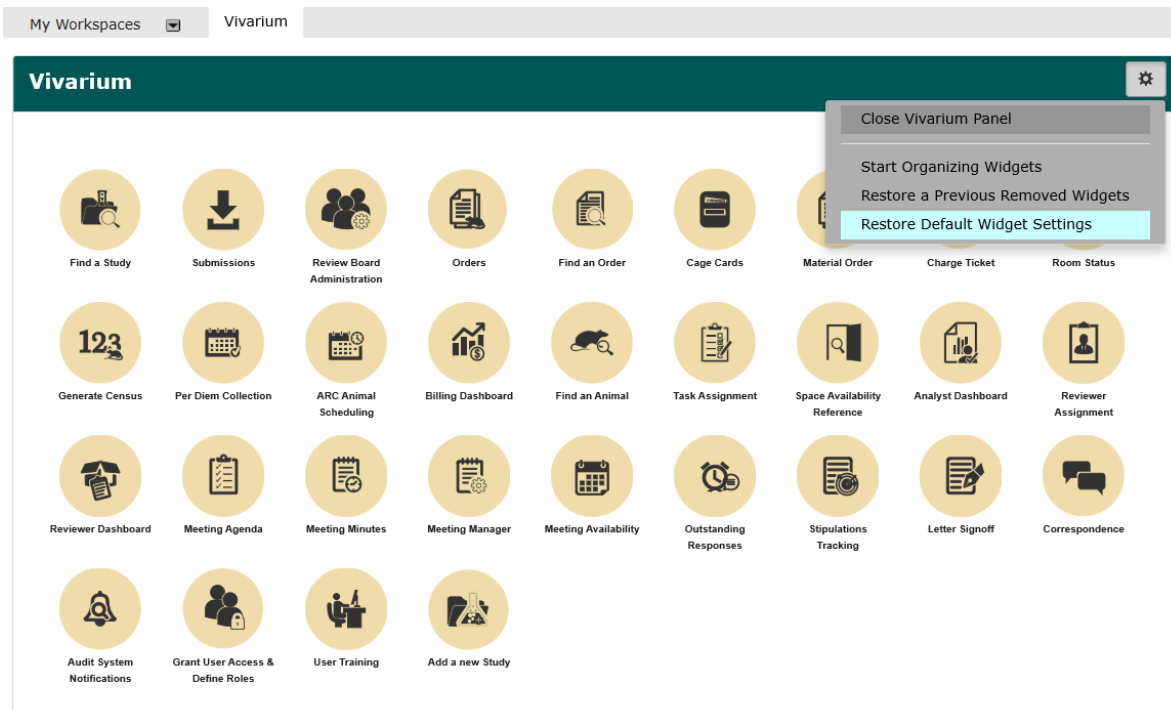 My Workspaces
Vivarium
Vivarium
Close Vivarium Panel
Start Organizing Widgets
Restore a Previous Removed Widgets
Restore Default Widget Settings
Find a Study
Submissions
Review Board
Administration
Orders
Find an Order
Cage Cards
Material Order
Charge Ticket
Room Status
123
Generate Census
Per Diem Collection
ARC Animal
Scheduling
Billing Dashboard
Find an Animal
Task Assignment
Space Availability
Reference
Analyst Dashboard
Reviewer
Assignment
Reviewer Dashboard
Meeting Agenda
Meeting Minutes
Meeting Manager
Meeting Availability
Outstanding
Responses
Stipulations
Tracking
Letter Signoff
Correspondence
Audit System
Notifications
Grant User Access &
Define Roles
User Training
Add a new Study